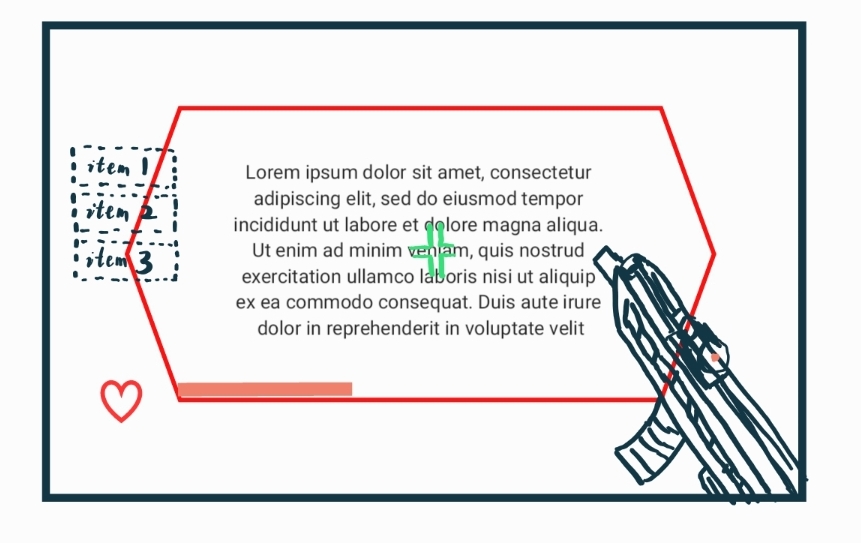 item 1
item 2
item 3
Lorem ipsum dolor sit amet, consectetur
adipiscing elit, sed do eiusmod tempor
incididunt ut labore et dolore magna aliqua.
Ut enim ad minim veniam, quis nostrud
exercitation ullamco laboris nisi ut aliquip
ex ea commodo consequat. Duis aute irure
dolor in reprehenderit in voluptate velit